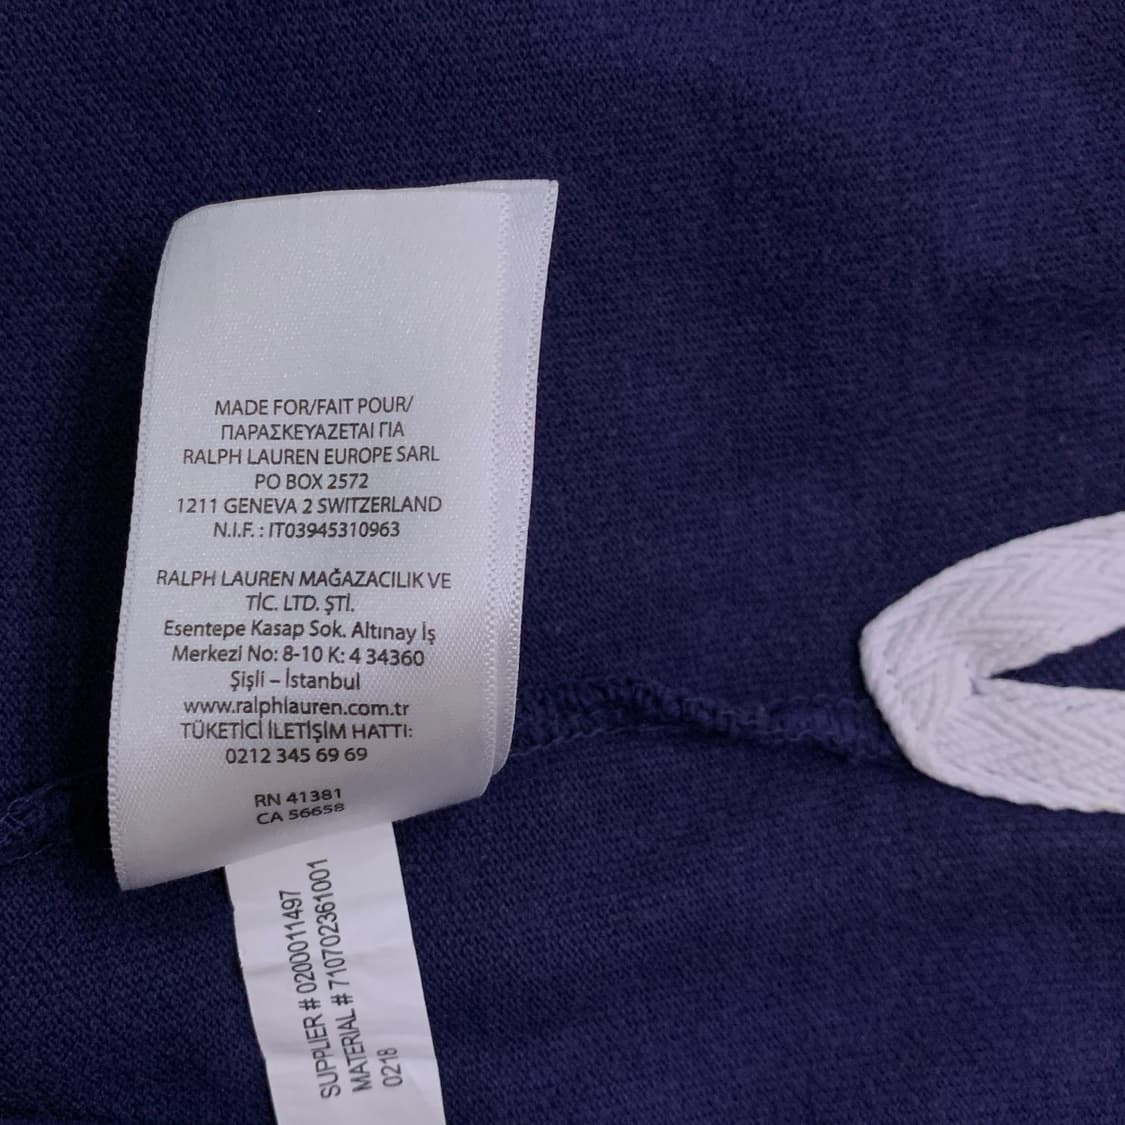 MADE FOR/FAIT POUR/
ΠΑΡΑΣΚΕΥΑΖΕΤΑΙ ΓΙΑ
RALPH LAUREN EUROPE SARL
PO BOX 2572
1211 GENEVA 2 SWITZERLAND
N.I.F. : IT03945310963
RALPH LAUREN MAĞAZACILIK VE
TİC. LTD. ŞTİ.
Esentepe Kasap Sok. Altınay İş
Merkezi No: 8-10 K: 4 34360
Şişli – İstanbul
www.ralphlauren.com.tr
TÜKETİCİ İLETİŞİM HATTI:
0212 345 69 69
RN 41381
CA 56658
SUPPLIER # 0200011497
MATERIAL # 710702361001
0218